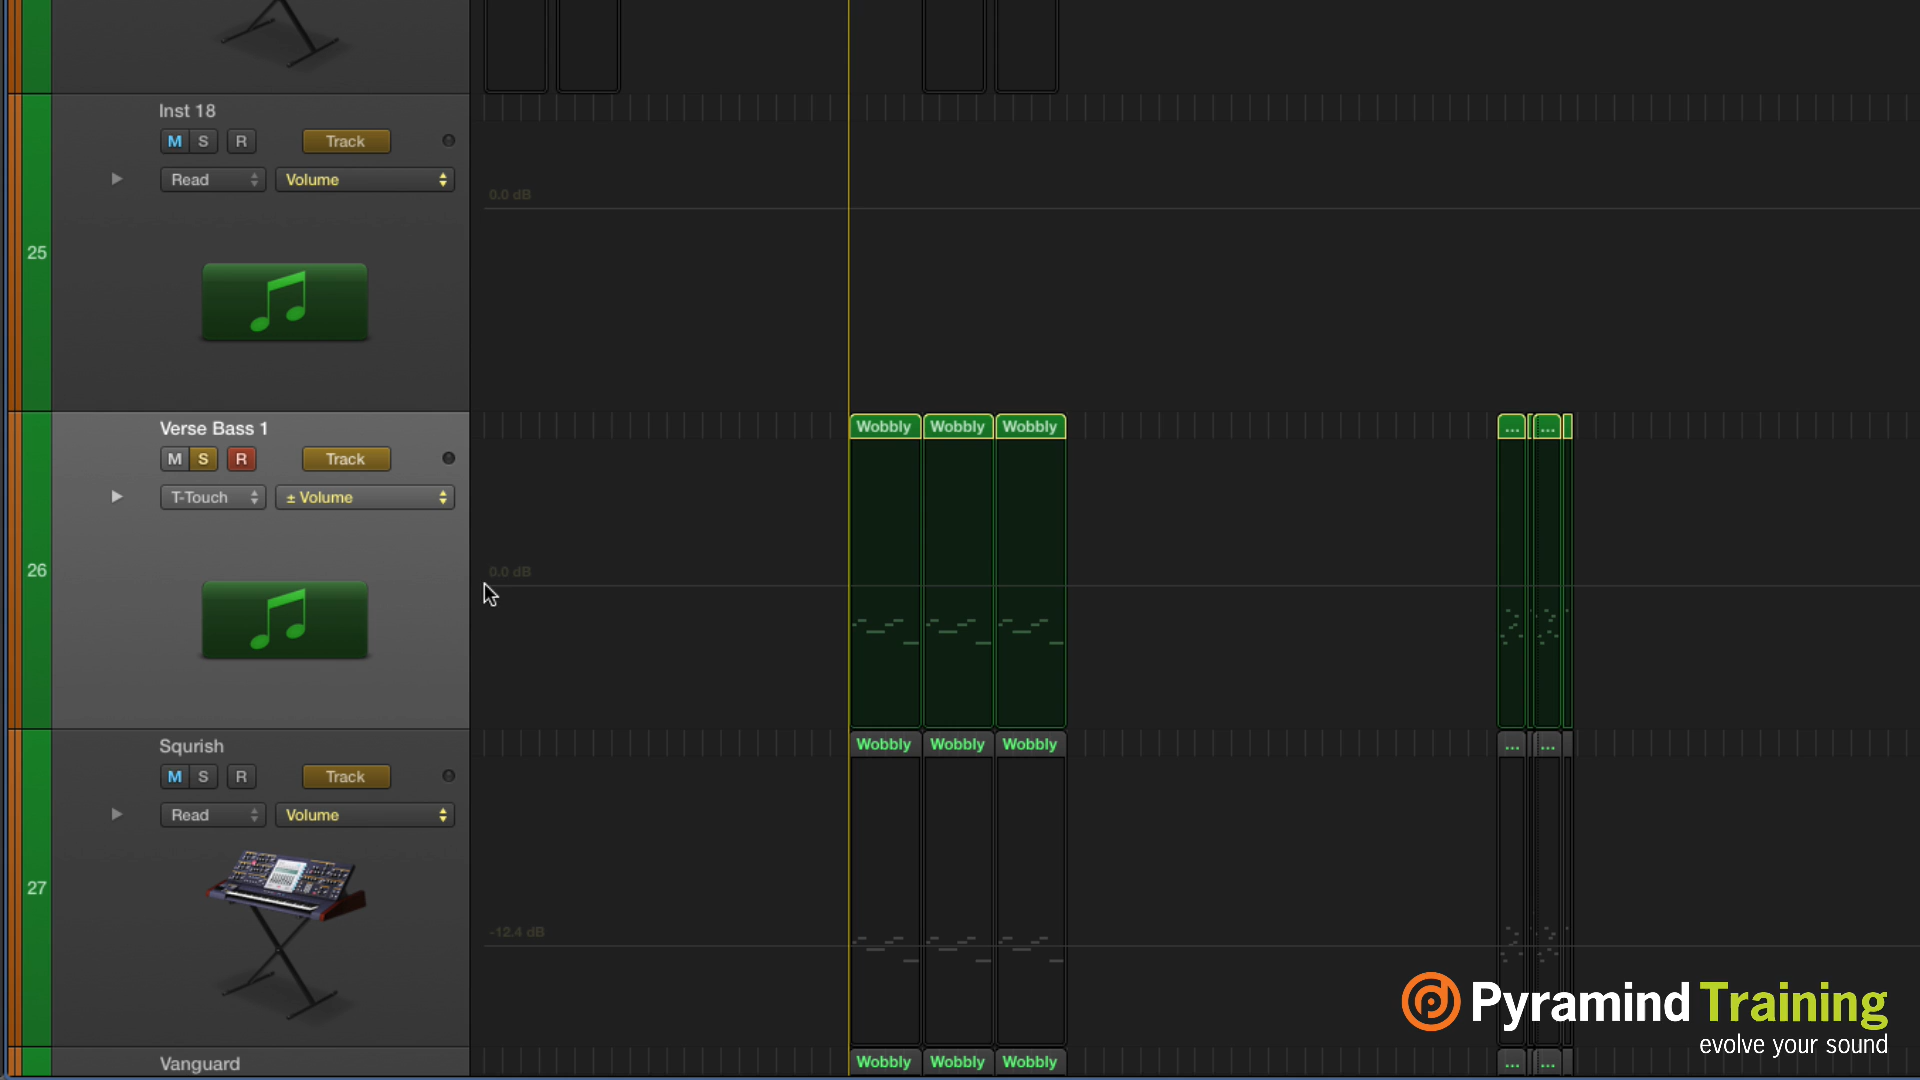 Inst 18
M S R Track
Read Volume
0.0 dB
25
Verse Bass 1
M S R Track
T-Touch ± Volume
Wobbly Wobbly Wobbly ... ...
0.0 dB
26
Squrish
M S R Track
Read Volume
Wobbly Wobbly Wobbly ... ...
27
-12.4 dB
Vanguard
Wobbly Wobbly Wobbly ... ...
Pyramind Training
evolve your sound